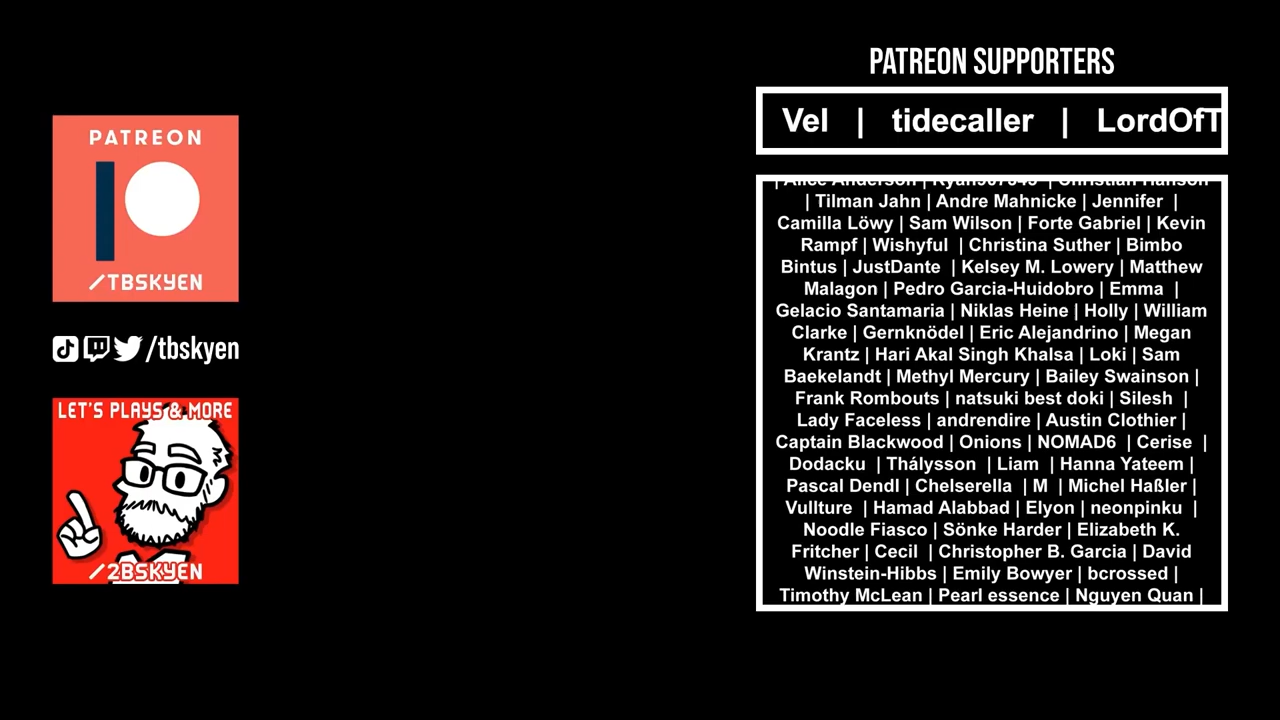 PATREON SUPPORTERS
Vel | tidecaller | LordOfT
PATREON
/TBSKYEN
/tbskyen
LET'S PLAYS & MORE
/2BSKYEN
| Alice Anderson | | Christian Hanson
| Tilman Jahn | Andre Mahnicke | Jennifer |
Camilla Löwy | Sam Wilson | Forte Gabriel | Kevin
Rampf | Wishyful | Christina Suther | Bimbo
Bintus | JustDante | Kelsey M. Lowery | Matthew
Malagon | Pedro Garcia-Huidobro | Emma |
Gelacio Santamaria | Niklas Heine | Holly | William
Clarke | Gernknödel | Eric Alejandrino | Megan
Krantz | Hari Akal Singh Khalsa | Loki | Sam
Baekelandt | Methyl Mercury | Bailey Swainson |
Frank Rombouts | natsuki best doki | Silesh |
Lady Faceless | andrendire | Austin Clothier |
Captain Blackwood | Onions | NOMAD6 | Cerise |
Dodacku | Thálysson | Liam | Hanna Yateem |
Pascal Dendl | Chelserella | M | Michel Haßler |
Vullture | Hamad Alabbad | Elyon | neonpinku |
Noodle Fiasco | Sönke Harder | Elizabeth K.
Fritcher | Cecil | Christopher B. Garcia | David
Winstein-Hibbs | Emily Bowyer | bcrossed |
Timothy McLean | Pearl essence | Nguyen Quan |